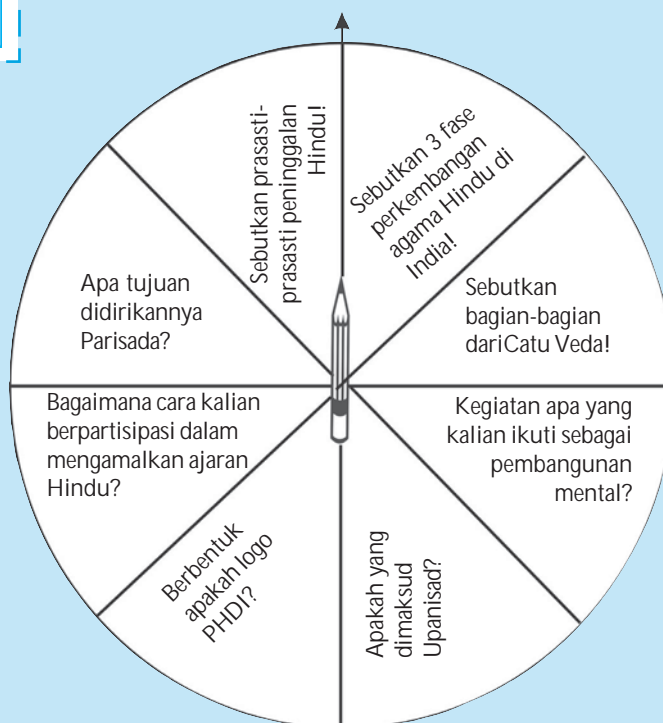 Sebutkan prasasti-
prasasti peninggalan
Hindu!
Sebutkan 3 fase
perkembangan
agama Hindu di
India!
Sebutkan
bagian-bagian
dariCatu Veda!
Kegiatan apa yang
kalian ikuti sebagai
pembangunan
mental?
Apakah yang
dimaksud
Upanisad?
Berbentuk
apakah logo
PHDI?
Bagaimana cara kalian
berpartisipasi dalam
mengamalkan ajaran
Hindu?
Apa tujuan
didirikannya
Parisada?